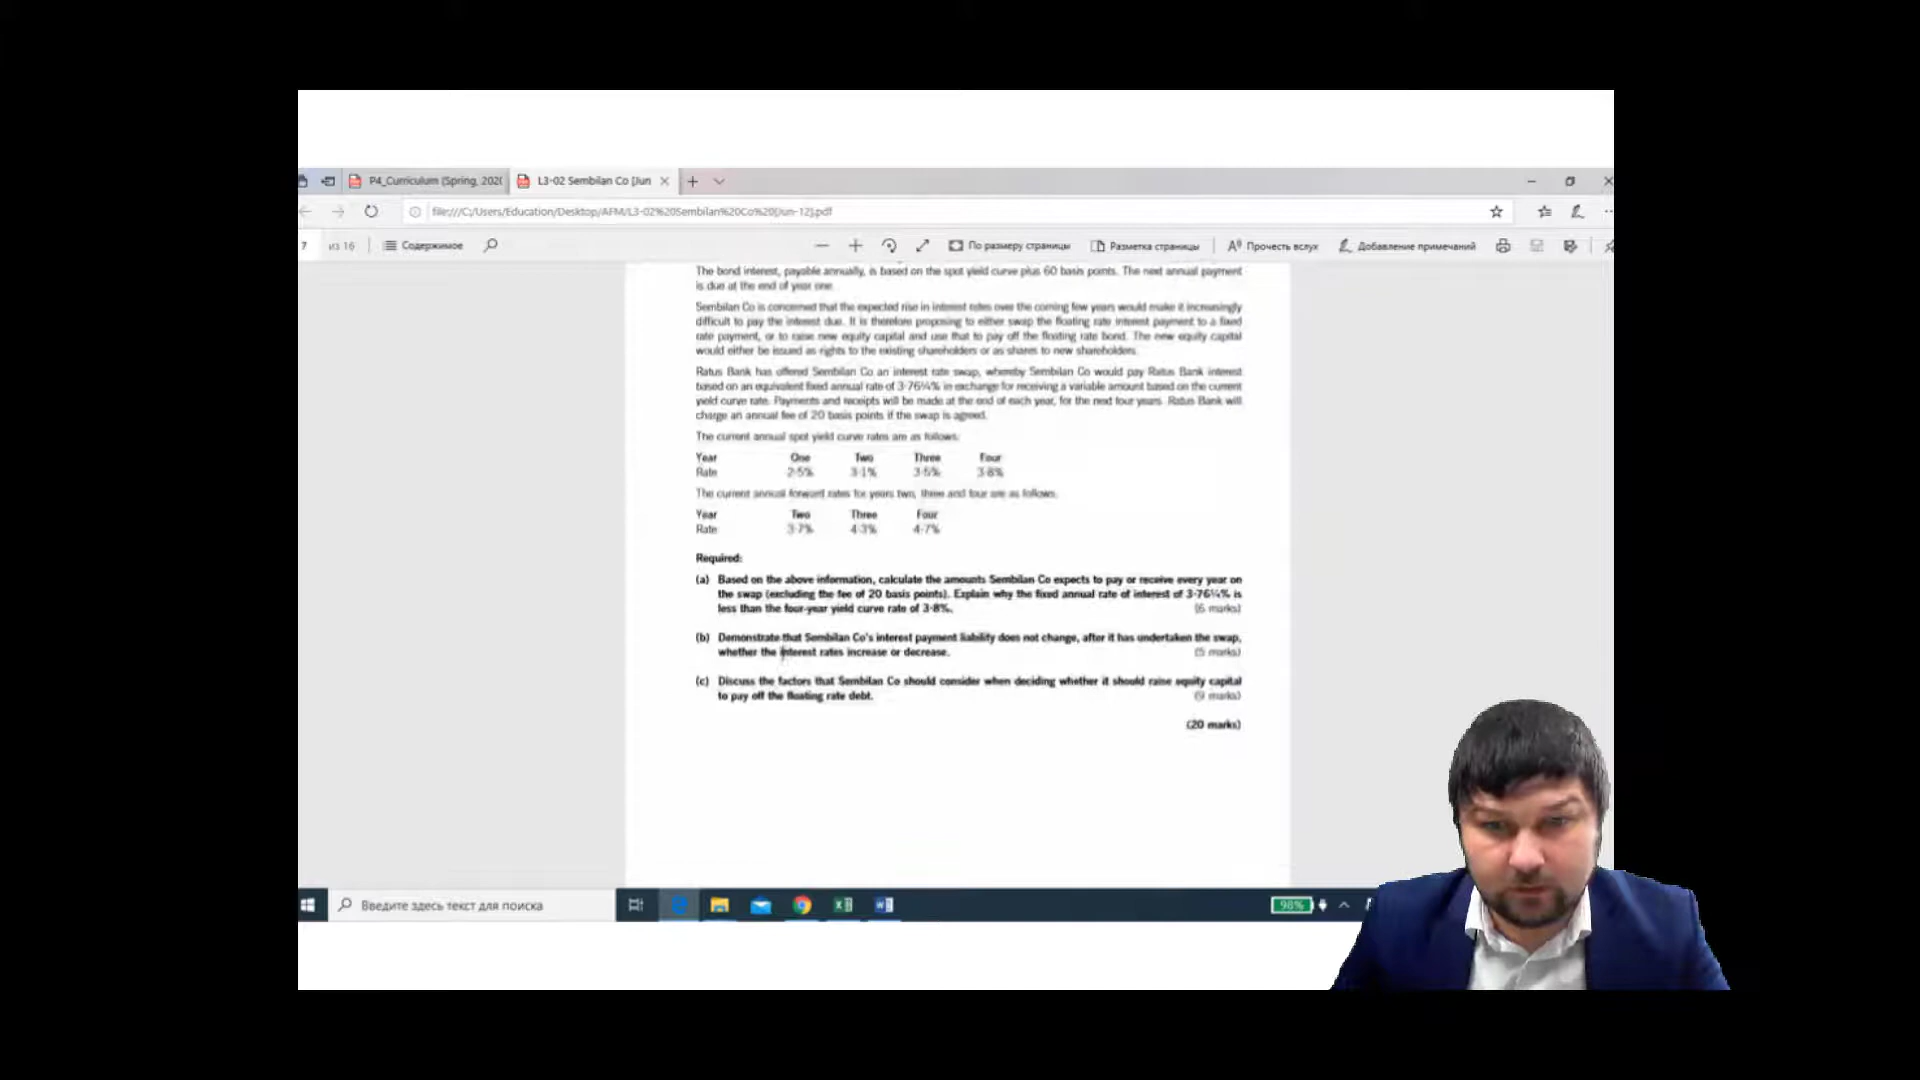 P4_Curriculum (Spring, 202(
L3-02 Sembilan Co [Jun
file:///C:/Users/Education/Desktop/AFM/L3-02%20Sembilan%20Co%20[Jun-12].pdf
7 из 16 Содержимое По размеру страницы Разметка страницы Прочесть вслух Добавление примечаний
The bond interest, payable annually, is based on the spot yield curve plus 60 basis points. The next annual payment
is due at the end of year one.
Sembilan Co is concerned that the expected rise in interest rates over the coming few years would make it increasingly
difficult to pay the interest due. It is therefore proposing to either swap the floating rate interest payment to a fixed
rate payment, or to raise new equity capital and use that to pay off the floating rate bond. The new equity capital
would either be issued as rights to the existing shareholders or as shares to new shareholders.
Ratus Bank has offered Sembilan Co an interest rate swap, whereby Sembilan Co would pay Ratus Bank interest
based on an equivalent fixed annual rate of 3·76¼% in exchange for receiving a variable amount based on the current
yield curve rate. Payments and receipts will be made at the end of each year, for the next four years. Ratus Bank will
charge an annual fee of 20 basis points if the swap is agreed.
The current annual spot yield curve rates are as follows:
Year One Two Three Four
Rate 2·5% 3·1% 3·5% 3·8%
The current annual forward rates for years two, three and four are as follows:
Year Two Three Four
Rate 3·7% 4·3% 4·7%
Required:
(a) Based on the above information, calculate the amounts Sembilan Co expects to pay or receive every year on
the swap (excluding the fee of 20 basis points). Explain why the fixed annual rate of interest of 3·76¼% is
less than the four-year yield curve rate of 3·8%. (6 marks)
(b) Demonstrate that Sembilan Co's interest payment liability does not change, after it has undertaken the swap,
whether the interest rates increase or decrease. (5 marks)
(c) Discuss the factors that Sembilan Co should consider when deciding whether it should raise equity capital
to pay off the floating rate debt. (9 marks)
(20 marks)
Введите здесь текст для поиска
98%